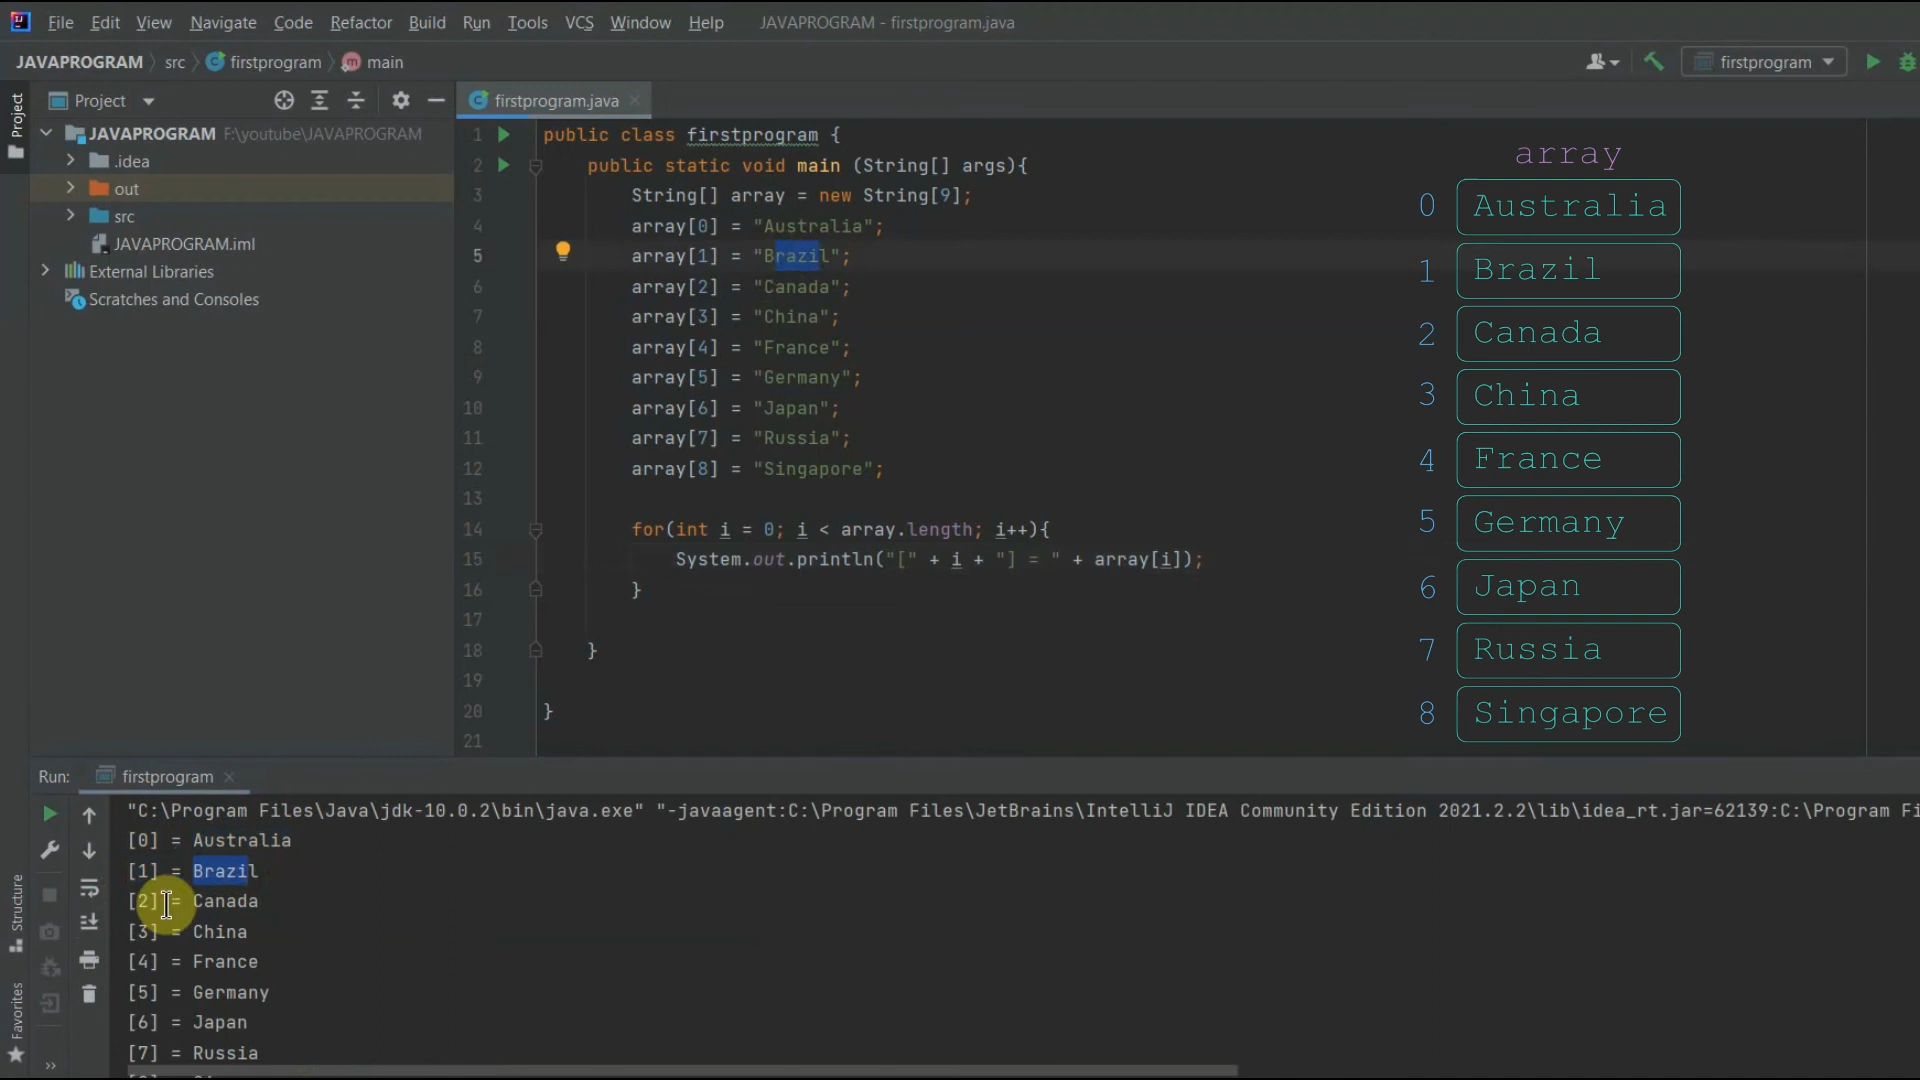 File Edit View Navigate Code Refactor Build Run Tools VCS Window Help JAVAPROGRAM - firstprogram.java
JAVAPROGRAM src firstprogram main
firstprogram
Project
Project
firstprogram.java
JAVAPROGRAM F:\youtube\JAVAPROGRAM
.idea
out
src
JAVAPROGRAM.iml
External Libraries
Scratches and Consoles
1 public class firstprogram {
2 public static void main (String[] args){
3 String[] array = new String[9];
4 array[0] = "Australia";
5 array[1] = "Brazil";
6 array[2] = "Canada";
7 array[3] = "China";
8 array[4] = "France";
9 array[5] = "Germany";
10 array[6] = "Japan";
11 array[7] = "Russia";
12 array[8] = "Singapore";
13
14 for(int i = 0; i < array.length; i++){
15 System.out.println("[" + i + "] = " + array[i]);
16 }
17
18 }
19
20 }
21
array
0 Australia
1 Brazil
2 Canada
3 China
4 France
5 Germany
6 Japan
7 Russia
8 Singapore
Run: firstprogram
"C:\Program Files\Java\jdk-10.0.2\bin\java.exe" "-javaagent:C:\Program Files\JetBrains\IntelliJ IDEA Community Edition 2021.2.2\lib\idea_rt.jar=62139:C:\Program Fi
[0] = Australia
[1] = Brazil
[2] = Canada
[3] = China
[4] = France
[5] = Germany
[6] = Japan
[7] = Russia
Structure
Favorites